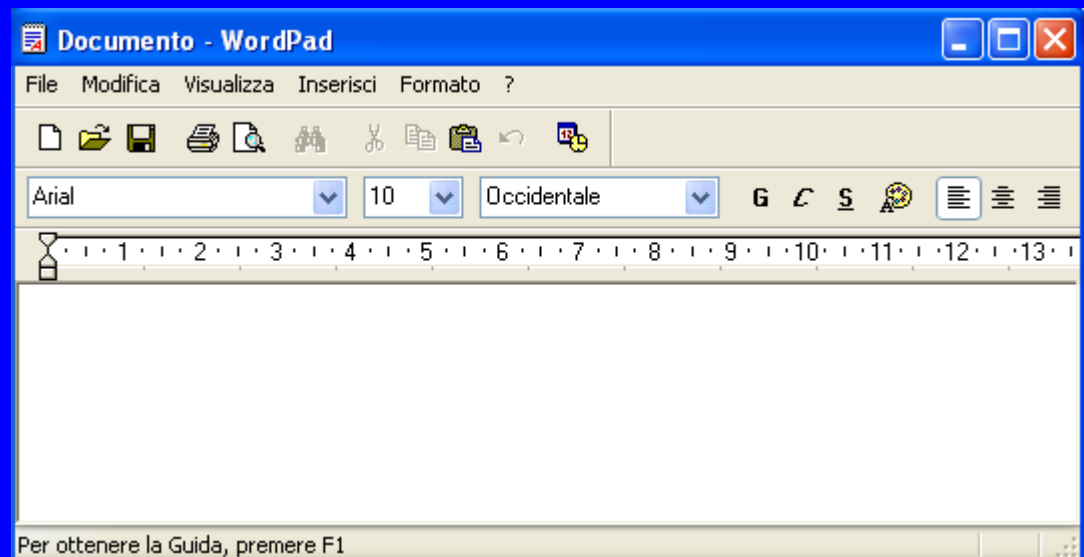 Documento - WordPad
File Modifica Visualizza Inserisci Formato ?
12
Arial 10 Occidentale G C S A
1 2 3 4 5 6 7 8 9 10 11 12 13
Per ottenere la Guida, premere F1